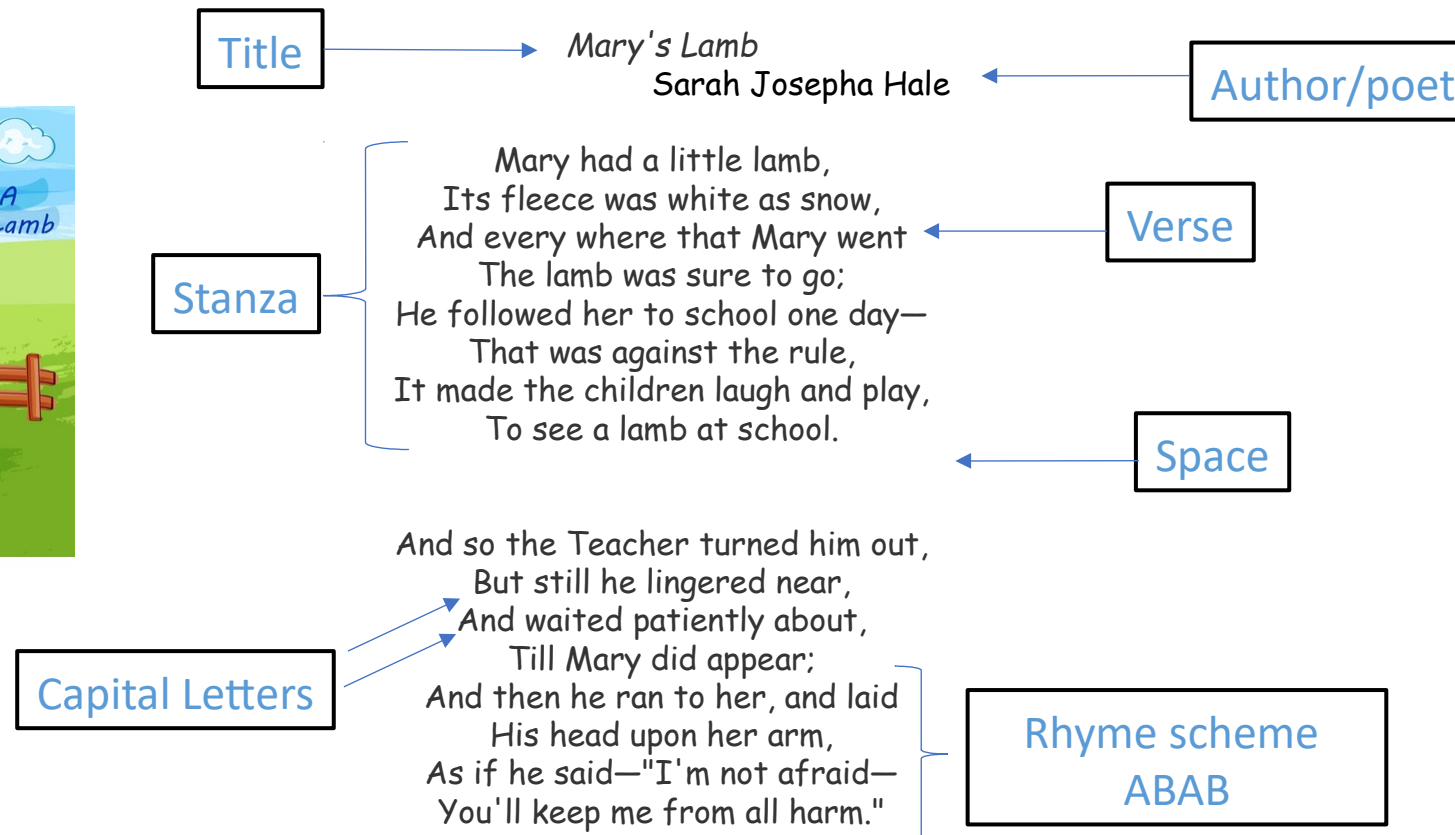 Title
Mary's Lamb
Sarah Josepha Hale
Author/poet
A
amb
Mary had a little lamb,
Its fleece was white as snow,
And every where that Mary went
The lamb was sure to go;
He followed her to school one day—
That was against the rule,
It made the children laugh and play,
To see a lamb at school.
Stanza
Verse
Space
And so the Teacher turned him out,
But still he lingered near,
And waited patiently about,
Till Mary did appear;
And then he ran to her, and laid
His head upon her arm,
As if he said—"I'm not afraid—
You'll keep me from all harm."
Capital Letters
Rhyme scheme
ABAB